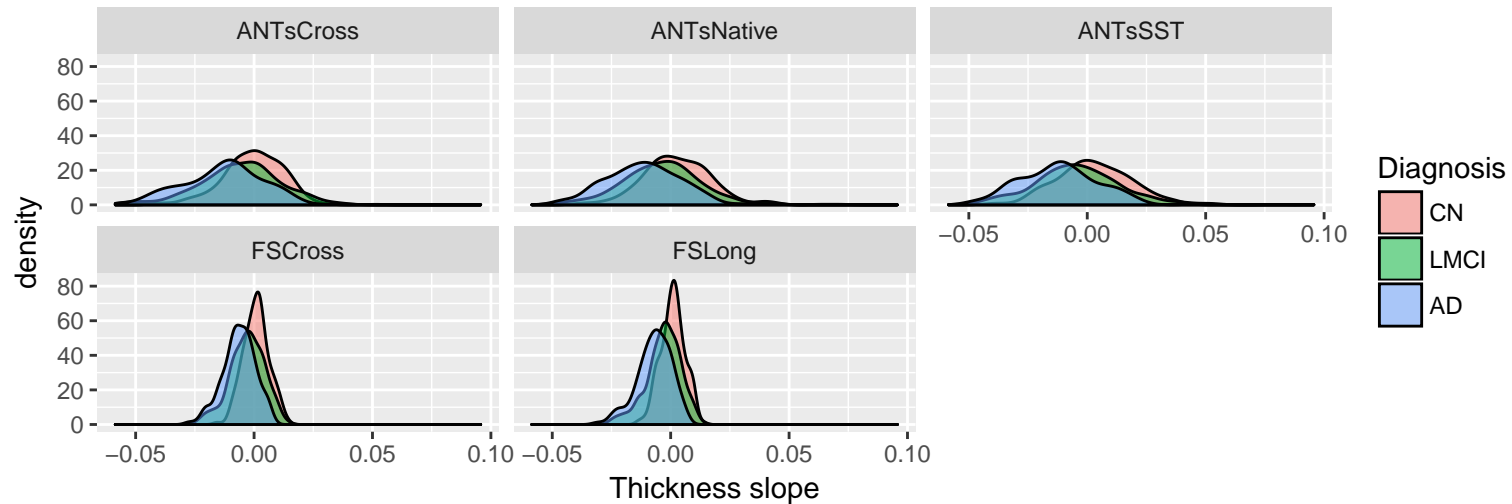 ANTsCross ANTsNative ANTsSST
80
60
40
20
0
−0.05 0.00 0.05 0.10
FSCross FSLong
80
60
40
20
0
−0.05 0.00 0.05 0.10 −0.05 0.00 0.05 0.10
Thickness slope
density
Diagnosis
CN
LMCI
AD